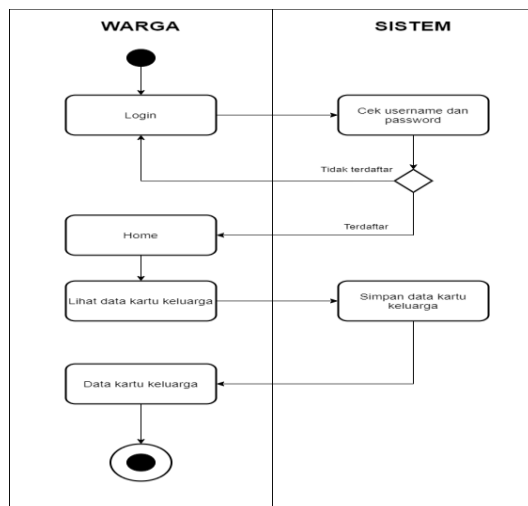 WARGA
SISTEM
Login
Cek username dan
password
Tidak terdaftar
Terdaftar
Home
Lihat data kartu keluarga
Simpan data kartu
keluarga
Data kartu keluarga